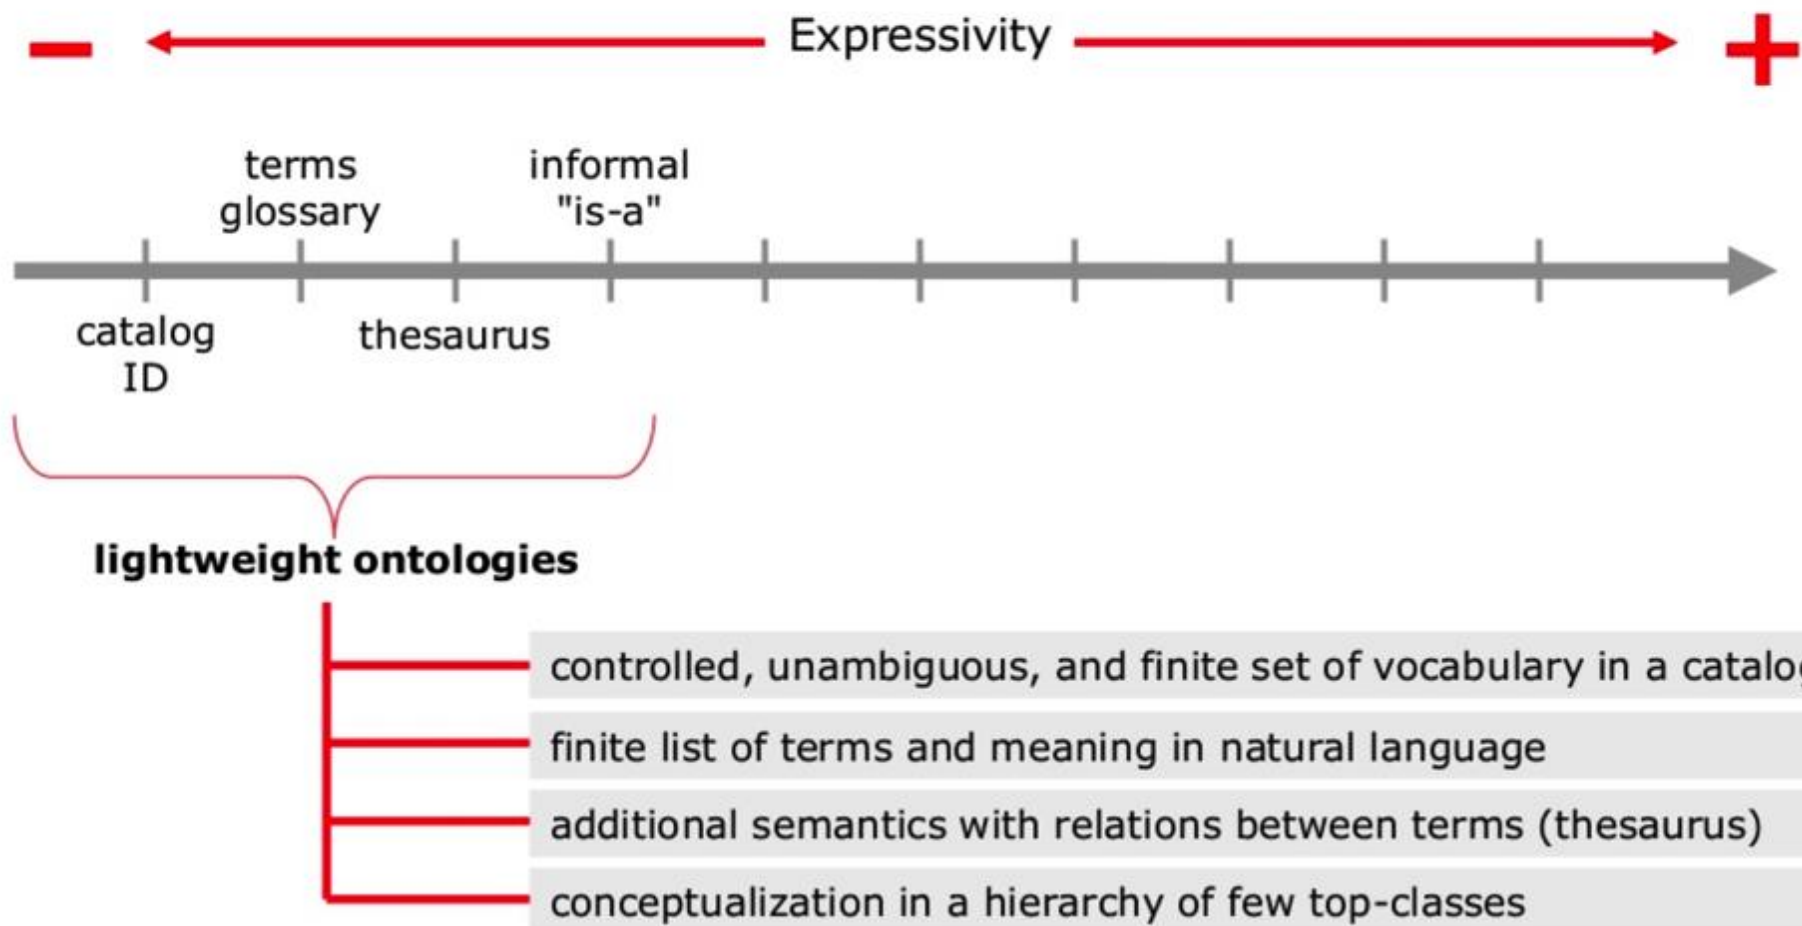 Expressivity
terms
glossary
informal
"is-a"
catalog
ID
thesaurus
lightweight ontologies
controlled, unambiguous, and finite set of vocabulary in a catalog
finite list of terms and meaning in natural language
additional semantics with relations between terms (thesaurus)
conceptualization in a hierarchy of few top-classes